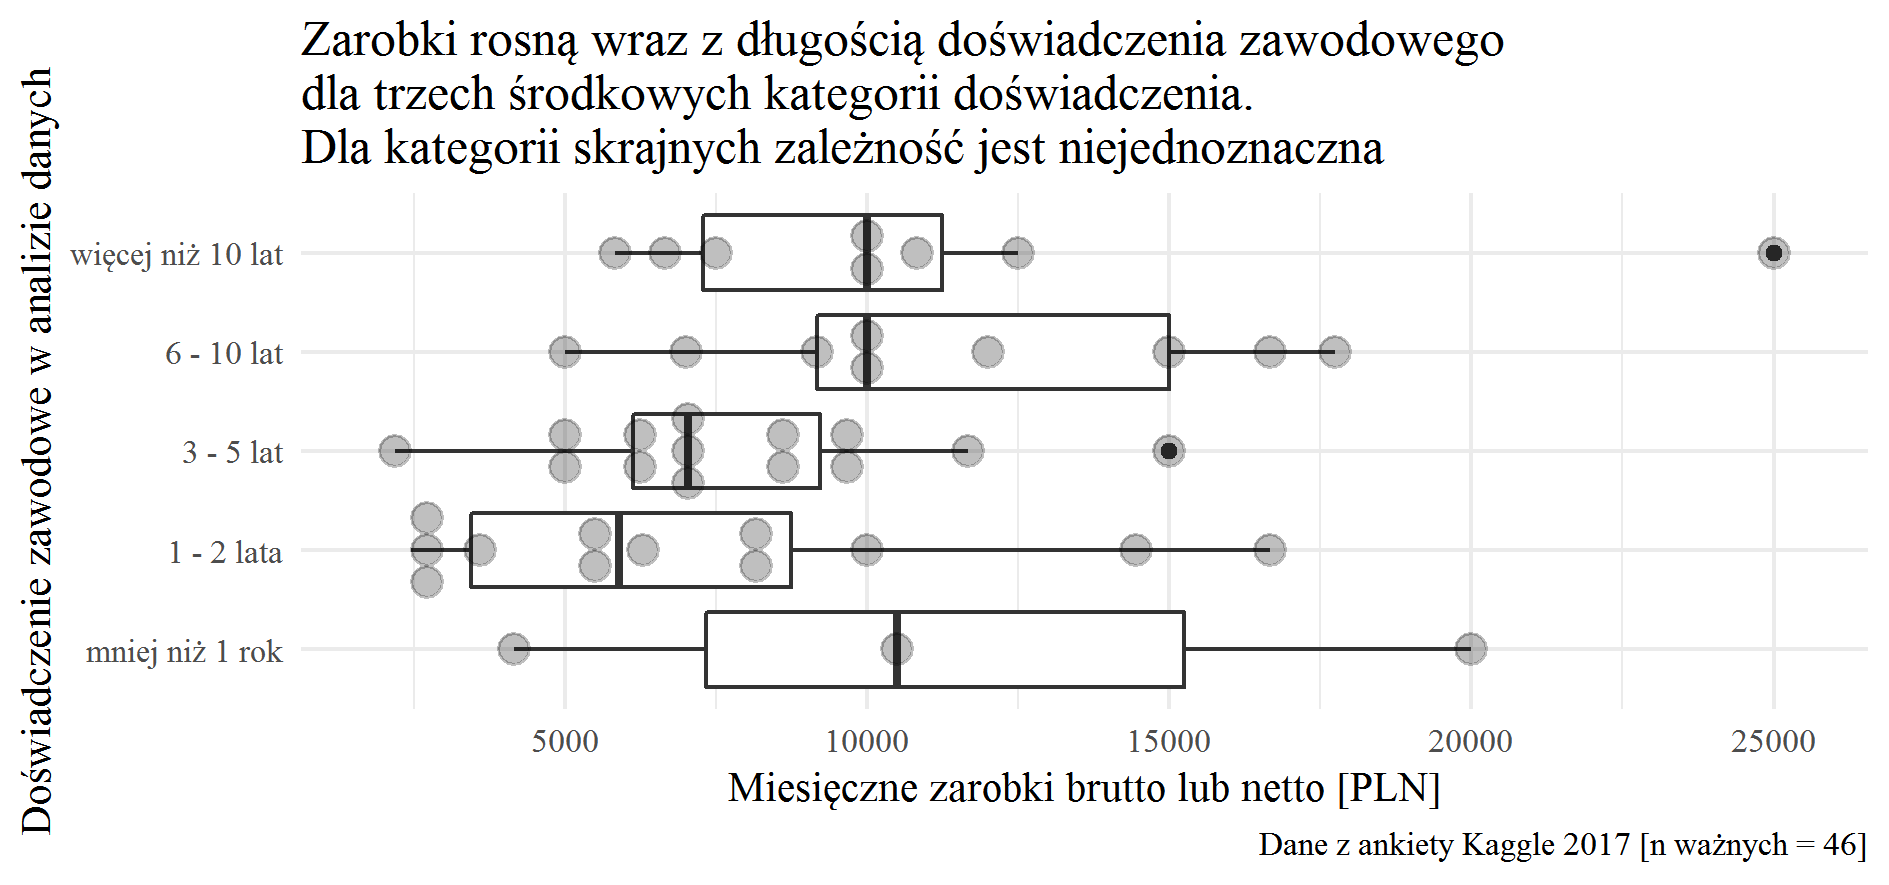 Zarobki rosną wraz z długością doświadczenia zawodowego
dla trzech środkowych kategorii doświadczenia.
Dla kategorii skrajnych zależność jest niejednoznaczna
Doświadczenie zawodowe w analizie danych
więcej niż 10 lat
6 - 10 lat
3 - 5 lat
1 - 2 lata
mniej niż 1 rok
5000 10000 15000 20000 25000
Miesięczne zarobki brutto lub netto [PLN]
Dane z ankiety Kaggle 2017 [n ważnych = 46]